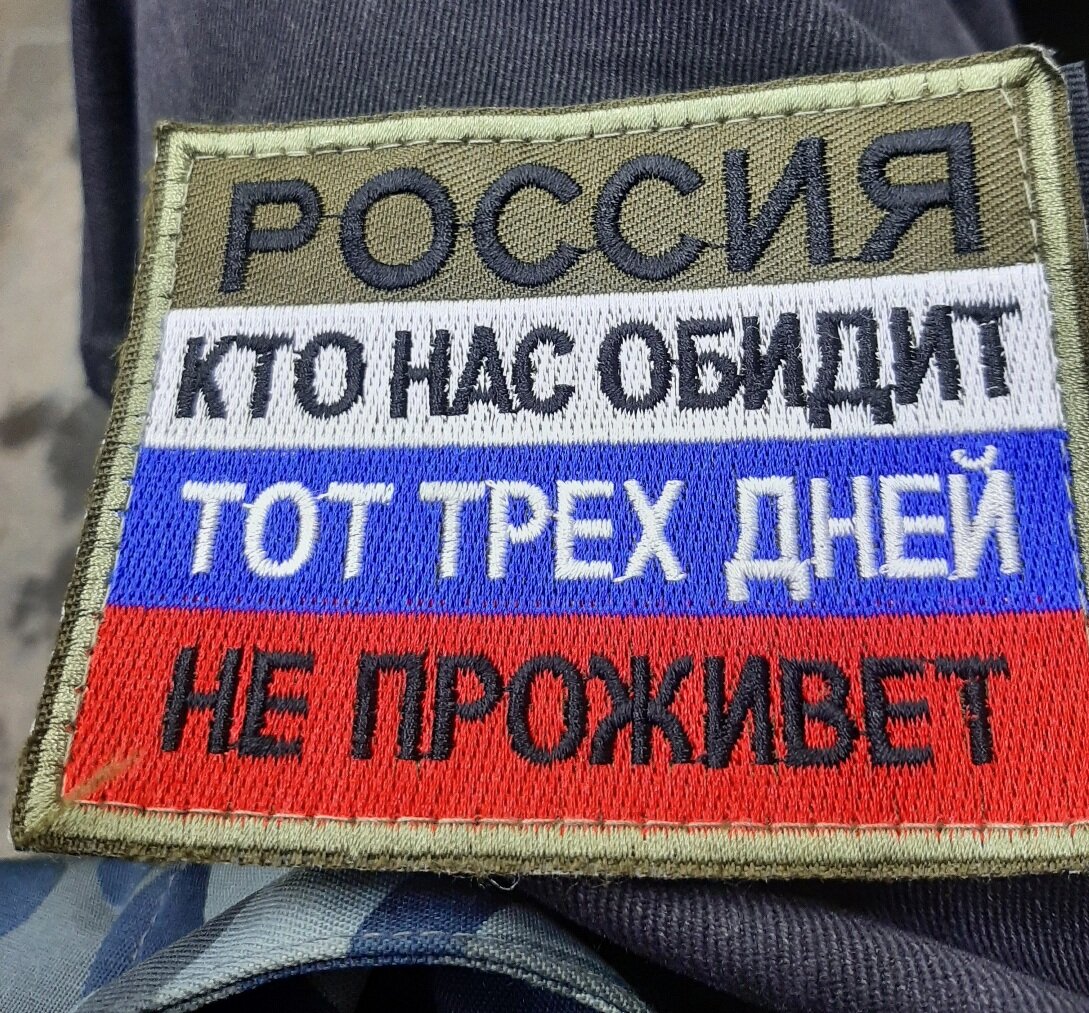 РОССИЯ
КТО НАС ОБИДИТ
ТОТ ТРЕХ ДНЕЙ
НЕ ПРОЖИВЕТ